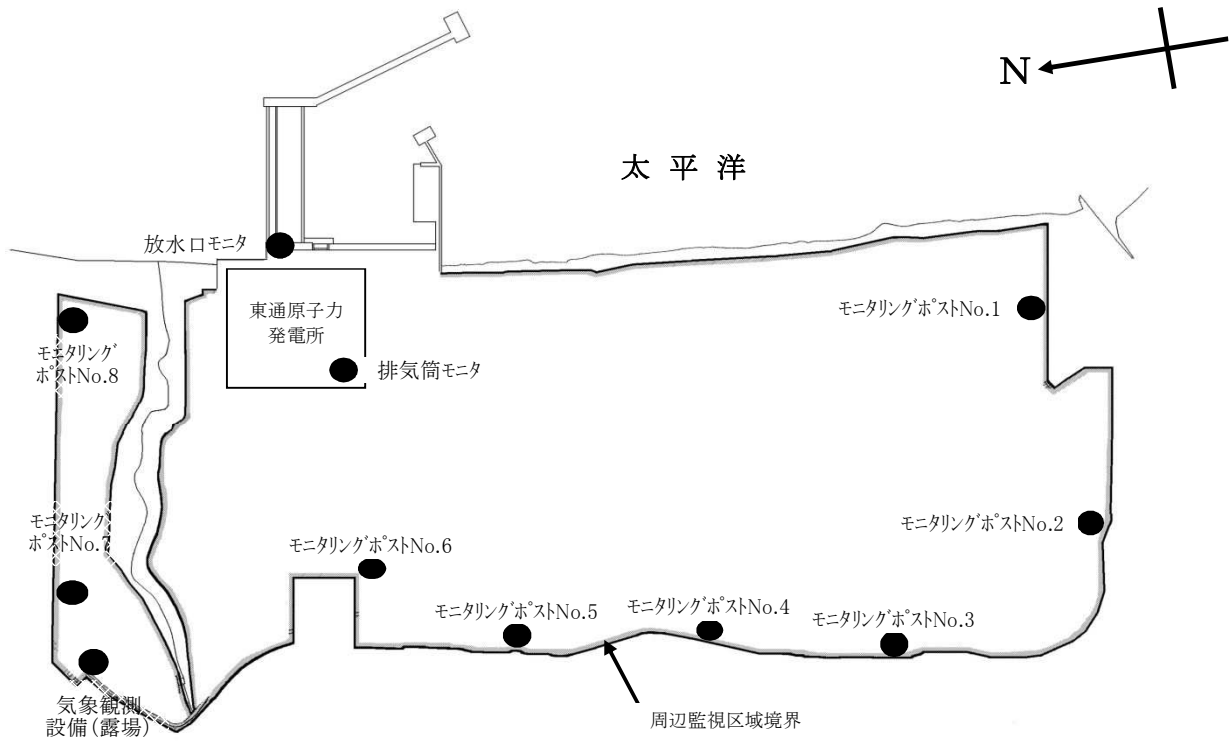 N
太平洋
放水口モニタ
東通原子力
発電所
排気筒モニタ
モニタリングポストNo.1
モニタリング
ポストNo.8
モニタリングポストNo.2
モニタリング
ポストNo.7
モニタリングポストNo.6
モニタリングポストNo.5
モニタリングポストNo.4
モニタリングポストNo.3
気象観測
設備(露場)
周辺監視区域境界